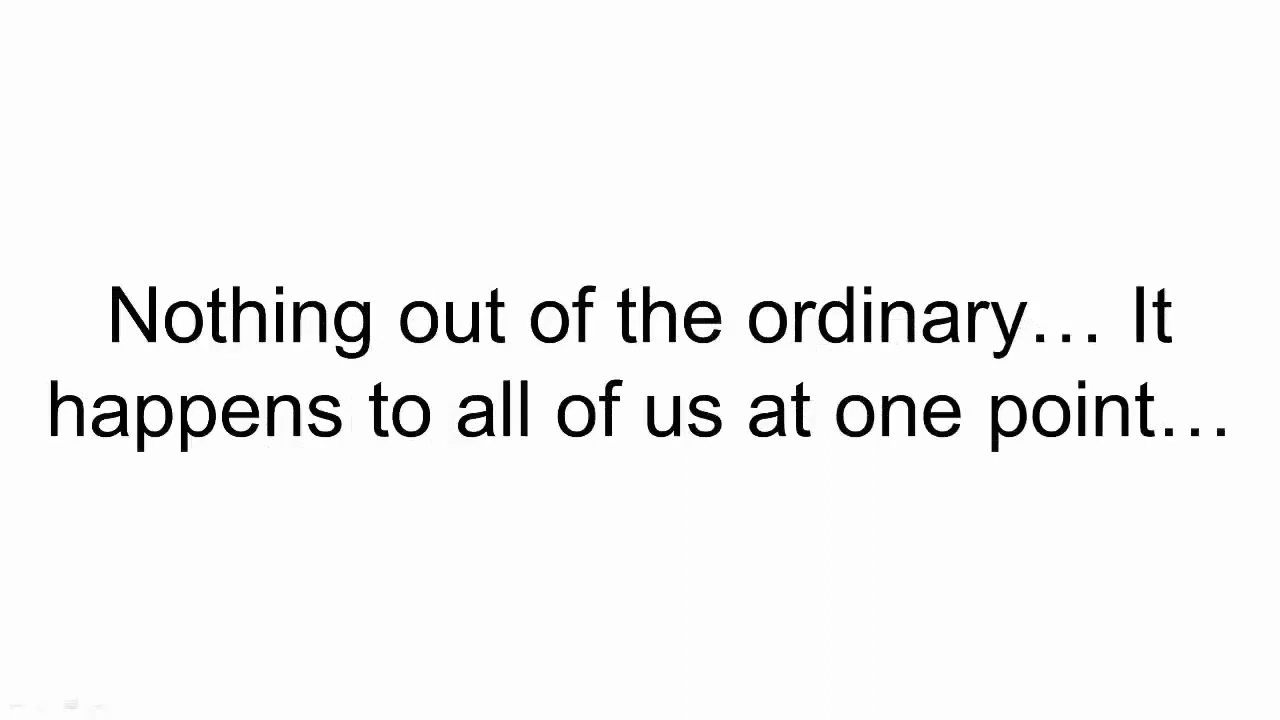 Nothing out of the ordinary… It
happens to all of us at one point…